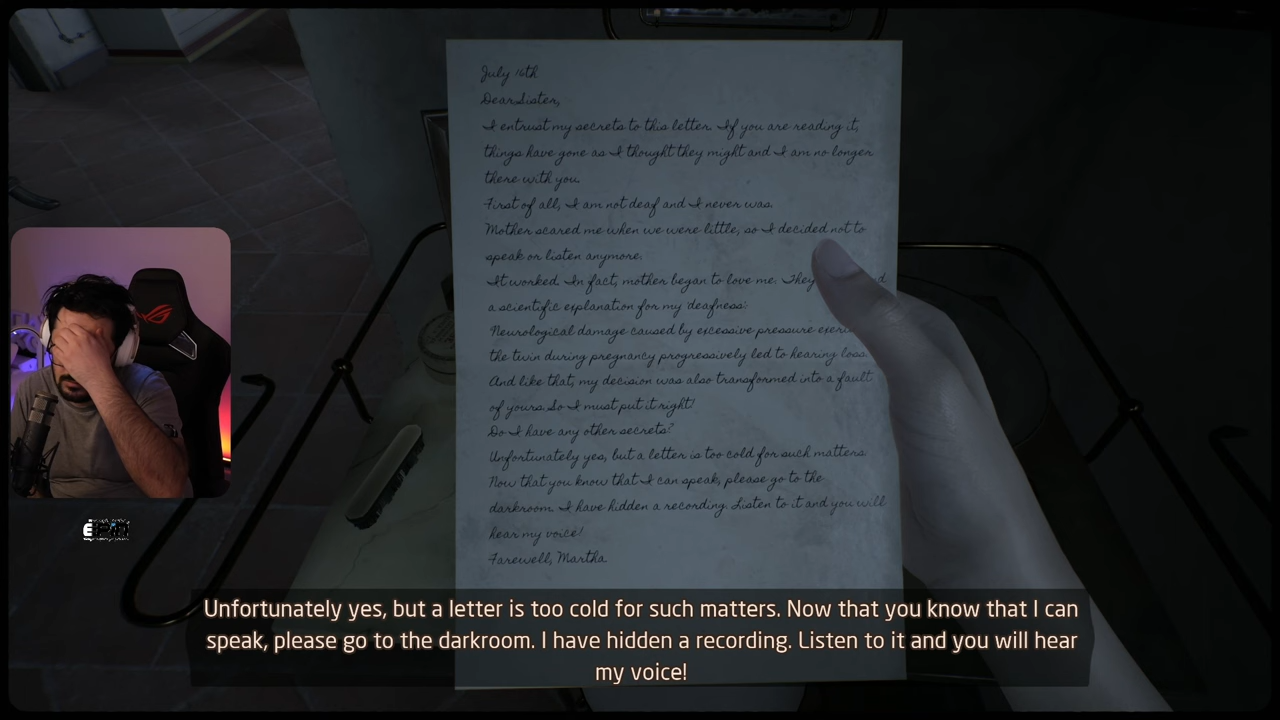 July 16th
Dear Sister,
I entrust my secrets to this letter. If you are reading it,
things have gone as I thought they might and I am no longer
there with you.
First of all, I am not deaf and I never was.
Mother scared me when we were little, so I decided not to
speak or listen anymore.
It worked. In fact, mother began to love me. They
a scientific explanation for my 'deafness':
Neurological damage caused by excessive pressure
the twin during pregnancy progressively led to hearing loss.
And like that, my decision was also transformed into a fault
of yours. So I must put it right!
Do I have any other secrets?
Unfortunately yes, but a letter is too cold for such matters.
Now that you know that I can speak, please go to the
darkroom. I have hidden a recording. Listen to it and you will
hear my voice!
Farewell, Martha
Unfortunately yes, but a letter is too cold for such matters. Now that you know that I can
speak, please go to the darkroom. I have hidden a recording. Listen to it and you will hear
my voice!